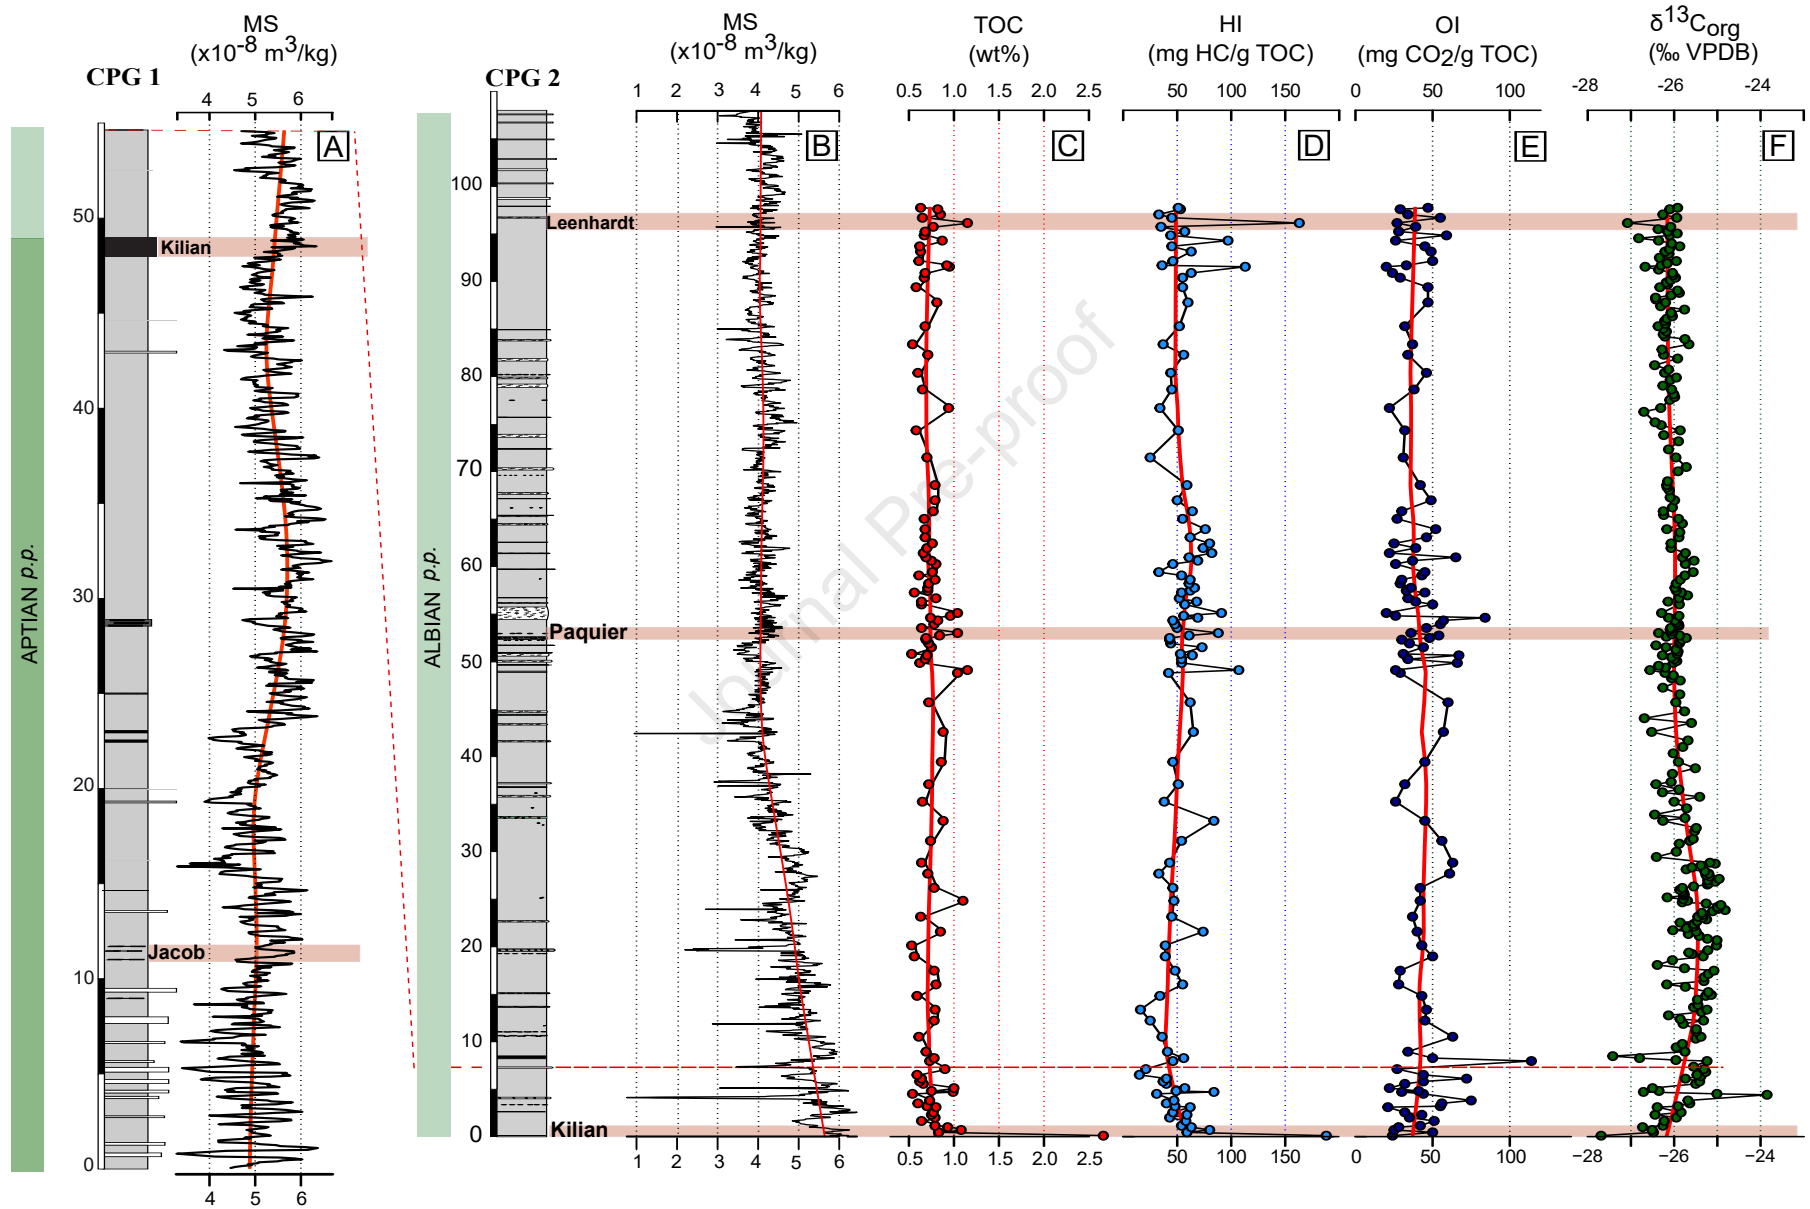 MS
(x10-8 m3/kg)
CPG 1
4 5 6
A
APTIAN p.p.
50
40
30
20
10
0
Kilian
Jacob
4 5 6
MS
(x10-8 m3/kg)
CPG 2
1 2 3 4 5 6
B
ALBIAN p.p.
100
90
80
70
60
50
40
30
20
10
0
Leenhardt
Paquier
Kilian
1 2 3 4 5 6
TOC
(wt%)
0.5 1.0 1.5 2.0 2.5
C
0.5 1.0 1.5 2.0 2.5
HI
(mg HC/g TOC)
50 100 150
D
50 100 150
OI
(mg CO2/g TOC)
0 50 100
E
0 50 100
δ13Corg
(‰ VPDB)
-28 -26 -24
F
−28 −26 −24
Journal Pre-proof